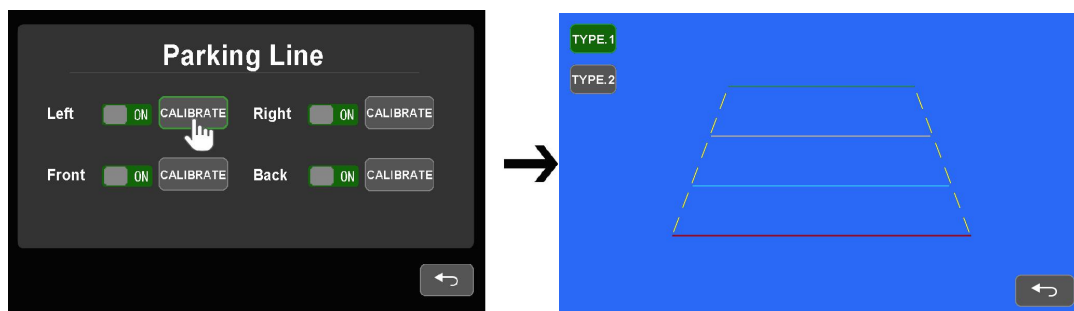 Parking Line
Left ON CALIBRATE Right ON CALIBRATE
Front ON CALIBRATE Back ON CALIBRATE
TYPE.1
TYPE.2